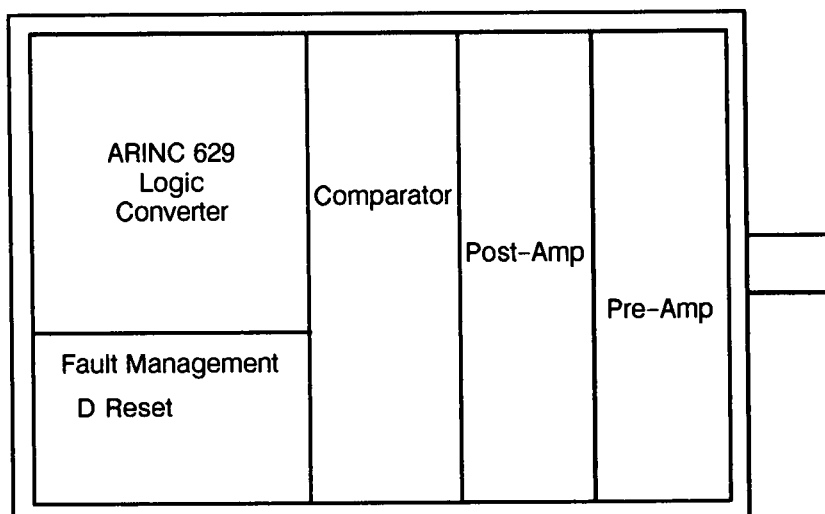 ARINC 629
Logic
Converter
Comparator
Post-Amp
Pre-Amp
Fault Management
D Reset